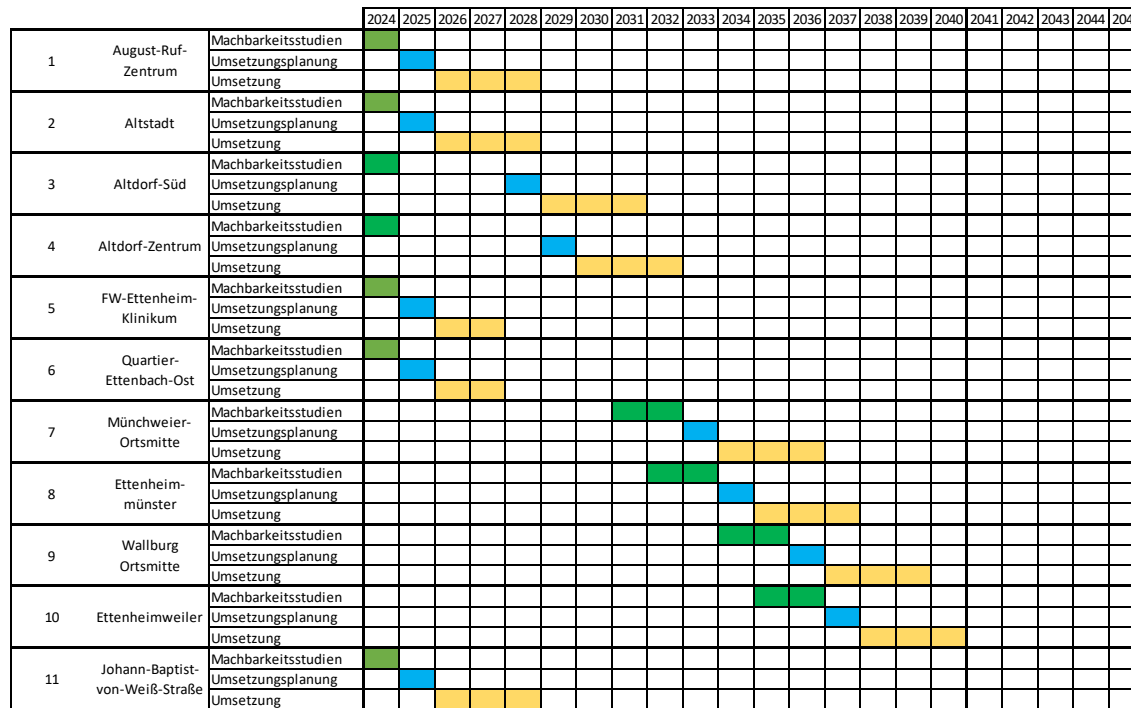 2024 2025 2026 2027 2028 2029 2030 2031 2032 2033 2034 2035 2036 2037 2038 2039 2040 2041 2042 2043 2044 204
1
August-Ruf-
Zentrum
Machbarkeitsstudien
Umsetzungsplanung
Umsetzung
2
Altstadt
Machbarkeitsstudien
Umsetzungsplanung
Umsetzung
3
Altdorf-Süd
Machbarkeitsstudien
Umsetzungsplanung
Umsetzung
4
Altdorf-Zentrum
Machbarkeitsstudien
Umsetzungsplanung
Umsetzung
5
FW-Ettenheim-
Klinikum
Machbarkeitsstudien
Umsetzungsplanung
Umsetzung
6
Quartier-
Ettenbach-Ost
Machbarkeitsstudien
Umsetzungsplanung
Umsetzung
7
Münchweier-
Ortsmitte
Machbarkeitsstudien
Umsetzungsplanung
Umsetzung
8
Ettenheim-
münster
Machbarkeitsstudien
Umsetzungsplanung
Umsetzung
9
Wallburg
Ortsmitte
Machbarkeitsstudien
Umsetzungsplanung
Umsetzung
10
Ettenheimweiler
Machbarkeitsstudien
Umsetzungsplanung
Umsetzung
11
Johann-Baptist-
von-Weiß-Straße
Machbarkeitsstudien
Umsetzungsplanung
Umsetzung